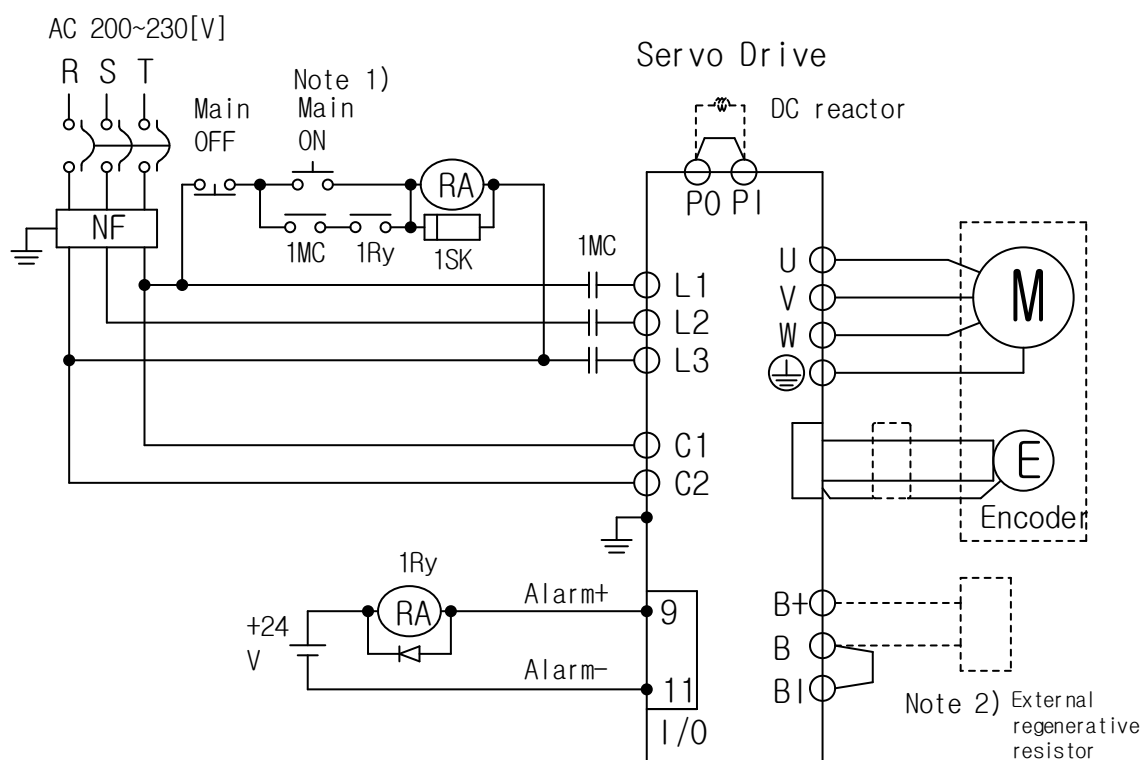 AC 200~230[V]
R S T
Main
OFF
Note 1)
Main
ON
RA
1MC
1Ry
1SK
NF
1MC
Servo Drive
DC reactor
PO PI
L1
L2
L3
C1
C2
U
V
W
M
E
Encoder
1Ry
RA
+24
V
Alarm+
Alarm-
9
11
I/O
B+
B
BI
Note 2) External
regenerative
resistor